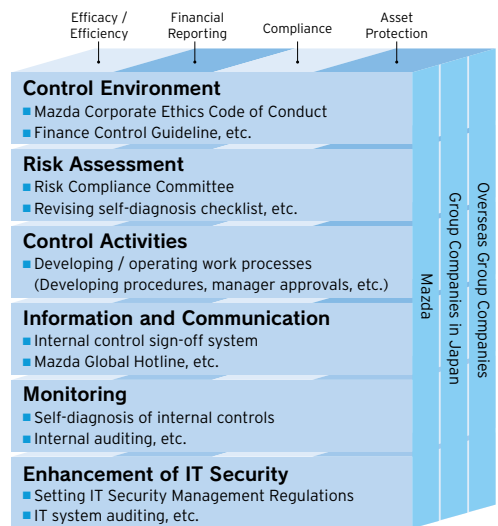 Efficacy /
Efficiency
Financial
Reporting
Compliance
Asset
Protection
Control Environment
■ Mazda Corporate Ethics Code of Conduct
■ Finance Control Guideline, etc.
Risk Assessment
■ Risk Compliance Committee
■ Revising self-diagnosis checklist, etc.
Control Activities
■ Developing / operating work processes
(Developing procedures, manager approvals, etc.)
Information and Communication
■ Internal control sign-off system
■ Mazda Global Hotline, etc.
Monitoring
■ Self-diagnosis of internal controls
■ Internal auditing, etc.
Enhancement of IT Security
■ Setting IT Security Management Regulations
■ IT system auditing, etc.
Mazda
Group Companies in Japan
Overseas Group Companies